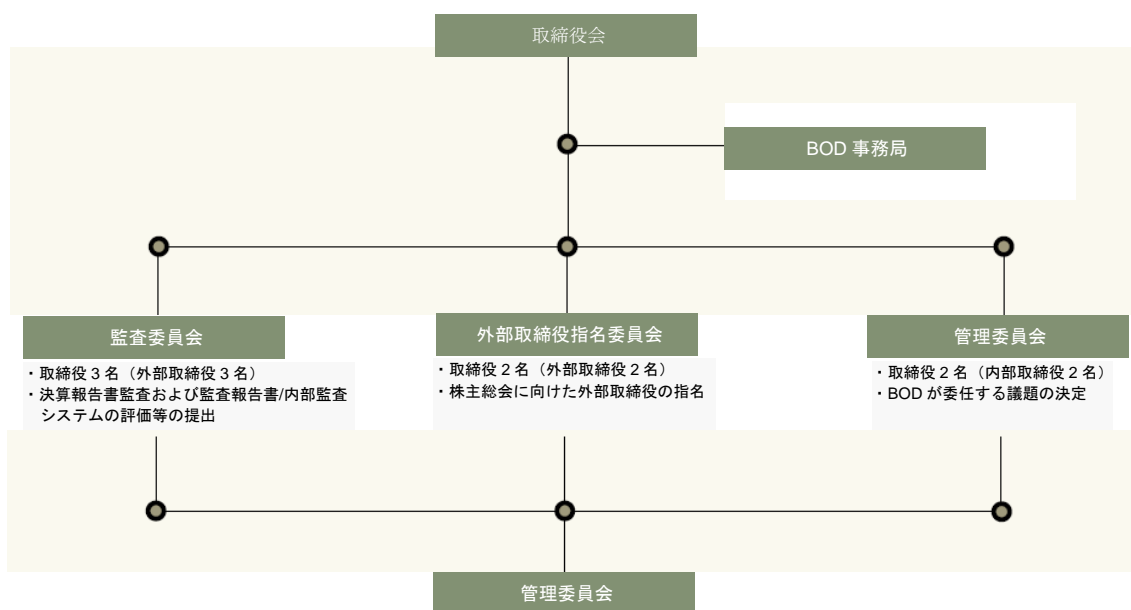 取締役会
BOD 事務局
監査委員会
・取締役3名（外部取締役3名）
・決算報告書監査および監査報告書/内部監査
システムの評価等の提出
外部取締役指名委員会
・取締役2名（外部取締役2名）
・株主総会に向けた外部取締役の指名
管理委員会
・取締役2名（内部取締役2名）
・BOD が委任する議題の決定
管理委員会